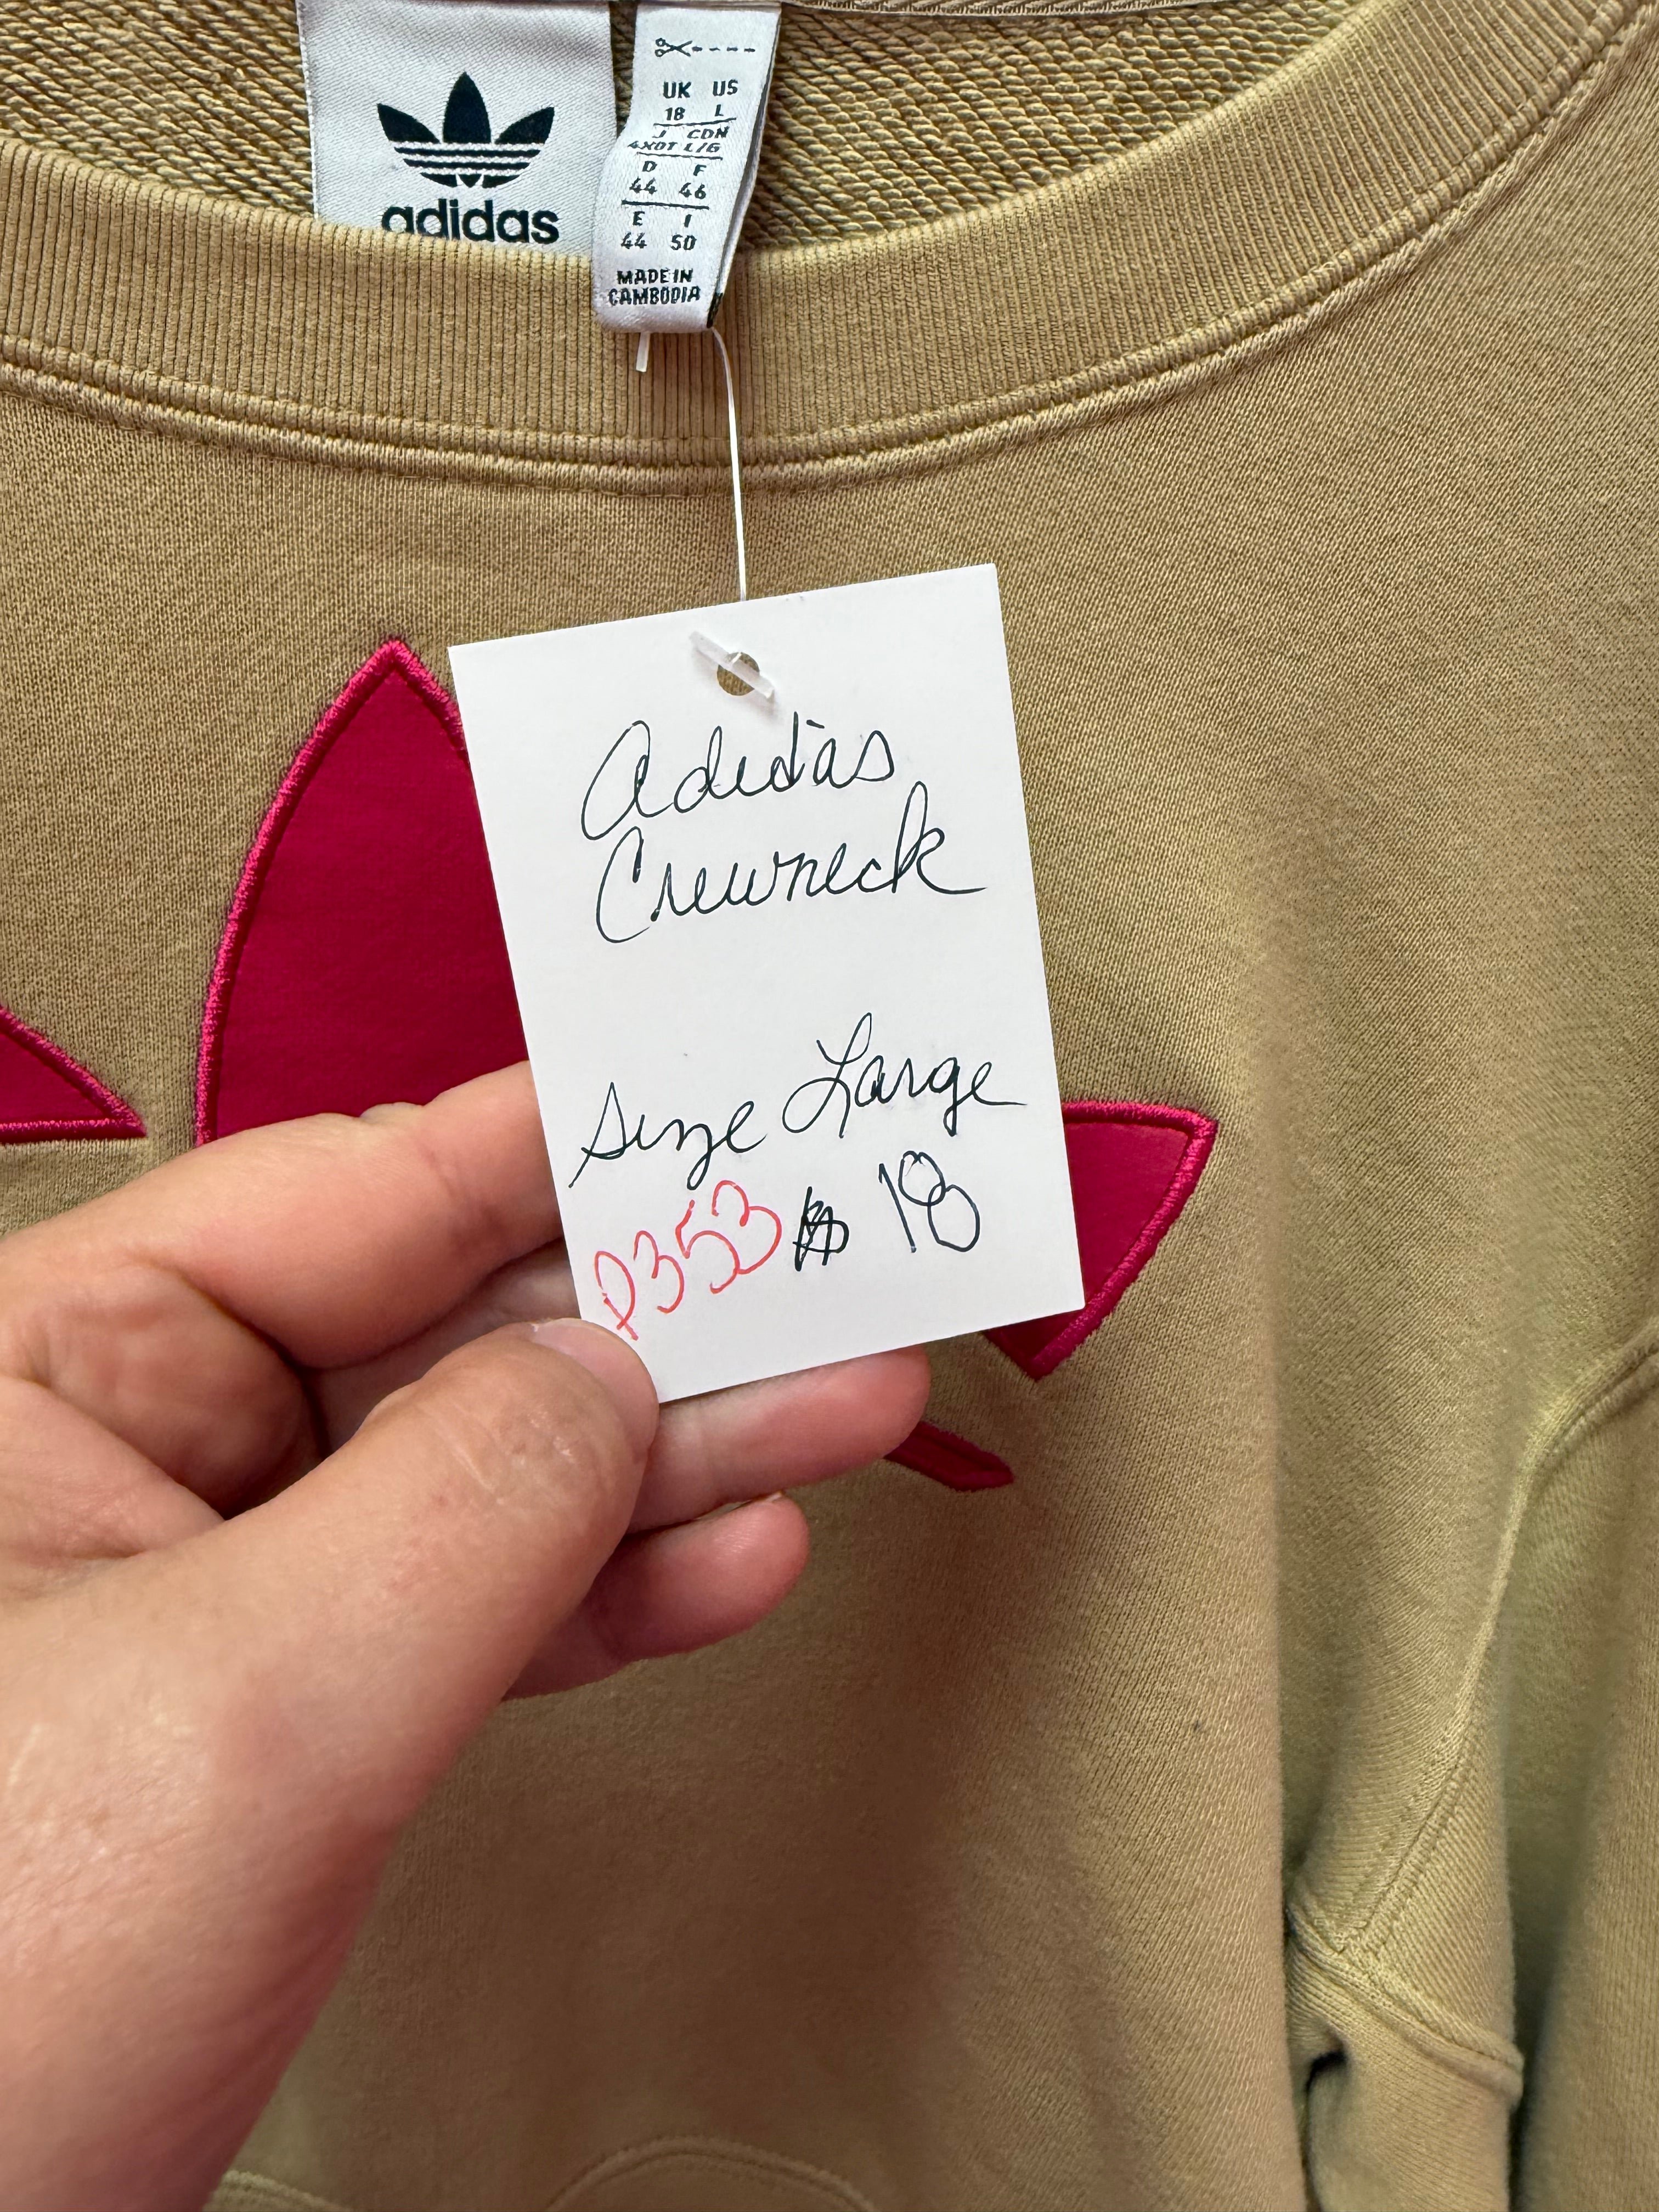 adidas
UK US
18 L
J CDN
4XOT L/G
D F
44 46
E I
44 50
MADE IN
CAMBODIA
Adidas
Crewneck
Size Large
P353 $ 18